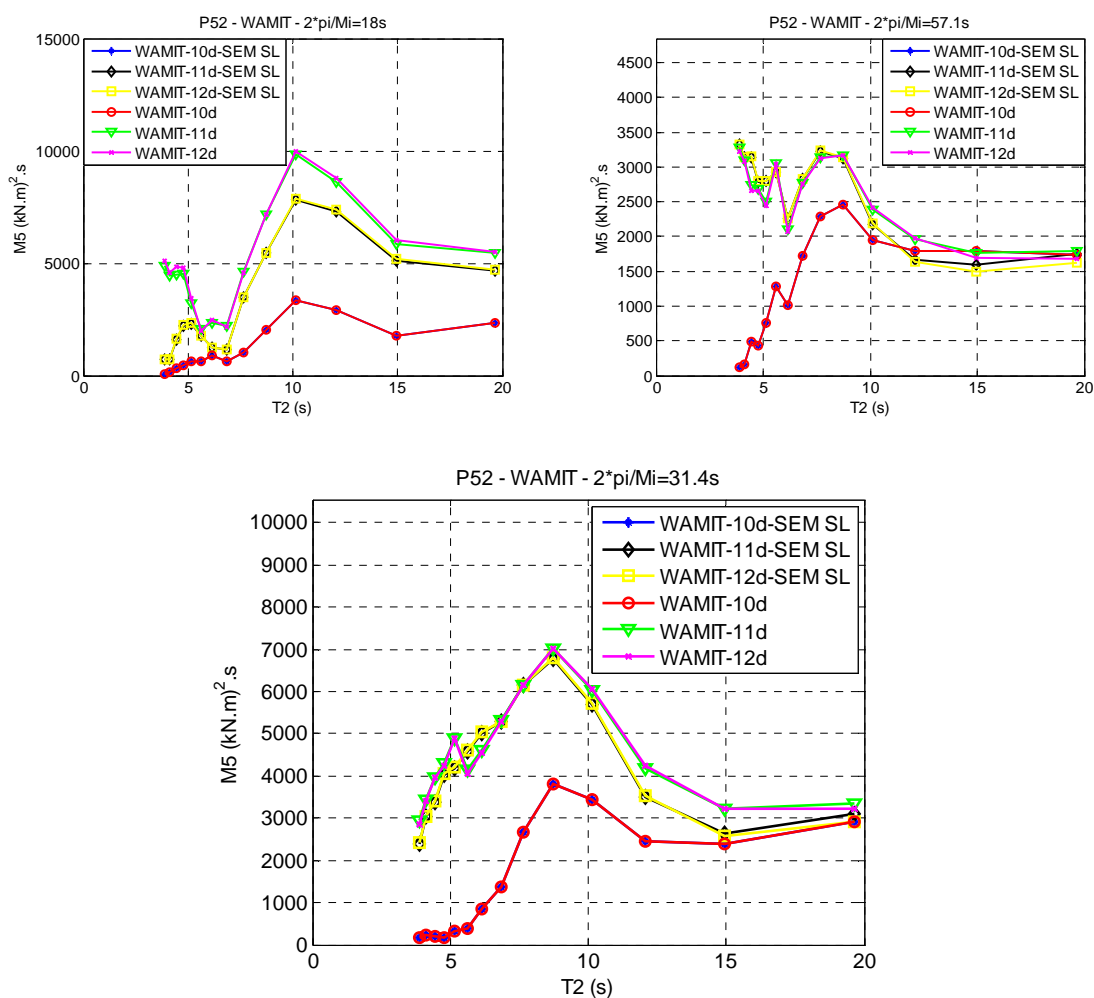 P52 - WAMIT - 2*pi/Mi=18s
15000
10000
5000
0
M5 (kN.m)².s
WAMIT-10d-SEM SL
WAMIT-11d-SEM SL
WAMIT-12d-SEM SL
WAMIT-10d
WAMIT-11d
WAMIT-12d
0 5 10 15 20
T2 (s)
P52 - WAMIT - 2*pi/Mi=57.1s
4500
4000
3500
3000
2500
2000
1500
1000
500
0
M5 (kN.m)².s
WAMIT-10d-SEM SL
WAMIT-11d-SEM SL
WAMIT-12d-SEM SL
WAMIT-10d
WAMIT-11d
WAMIT-12d
0 5 10 15 20
T2 (s)
P52 - WAMIT - 2*pi/Mi=31.4s
10000
9000
8000
7000
6000
5000
4000
3000
2000
1000
0
M5 (kN.m)².s
WAMIT-10d-SEM SL
WAMIT-11d-SEM SL
WAMIT-12d-SEM SL
WAMIT-10d
WAMIT-11d
WAMIT-12d
0 5 10 15 20
T2 (s)